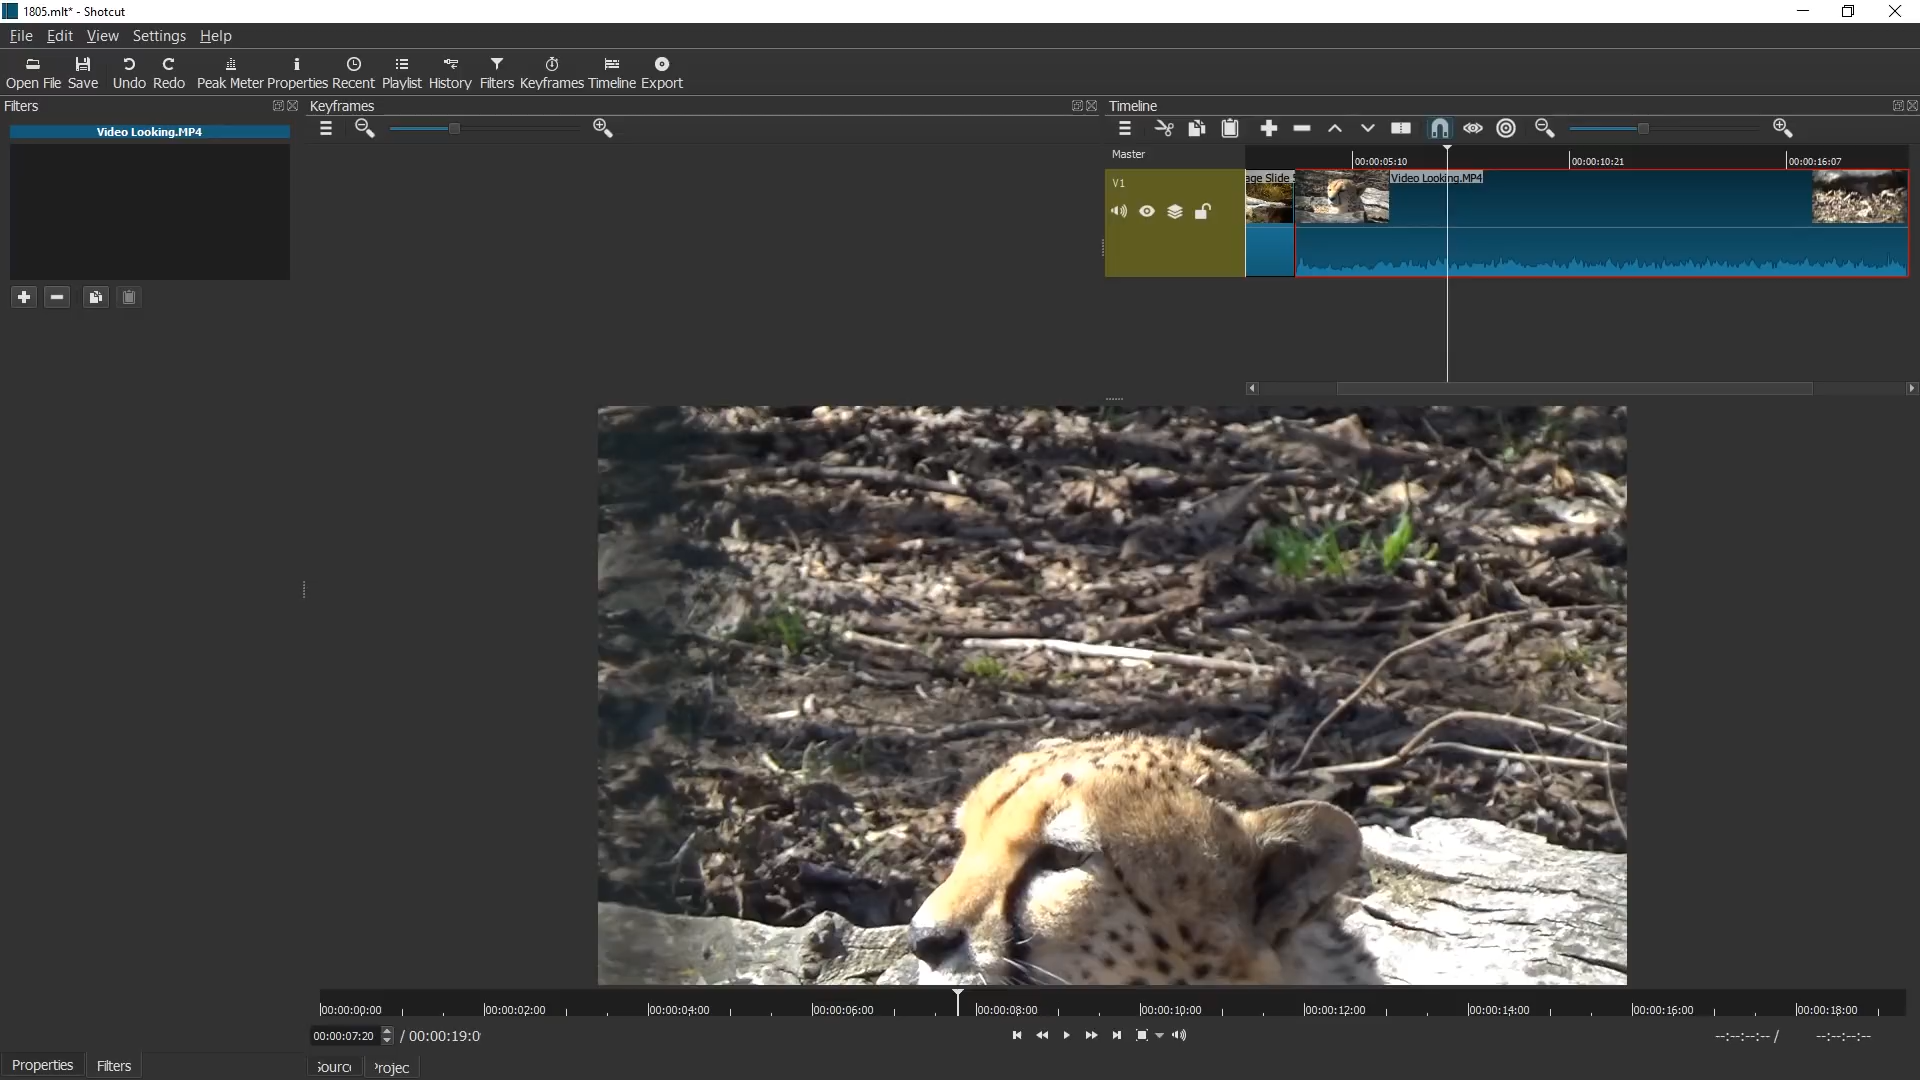 1805.mlt* - Shotcut
File Edit View Settings Help
Open File Save Undo Redo Peak Meter Properties Recent Playlist History Filters Keyframes Timeline Export
Filters
Video Looking.MP4
Keyframes
Timeline
Master
00:00:05:10 00:00:10:21 00:00:16:07
V1
age Slide S
Video Looking.MP4
00:00:00:00 00:00:02:00 00:00:04:00 00:00:06:00 00:00:08:00 00:00:10:00 00:00:12:00 00:00:14:00 00:00:16:00 00:00:18:00
00:00:07:20 / 00:00:19:0
--:--:--:-- / --:--:--:--
Properties Filters
Sourc Projec